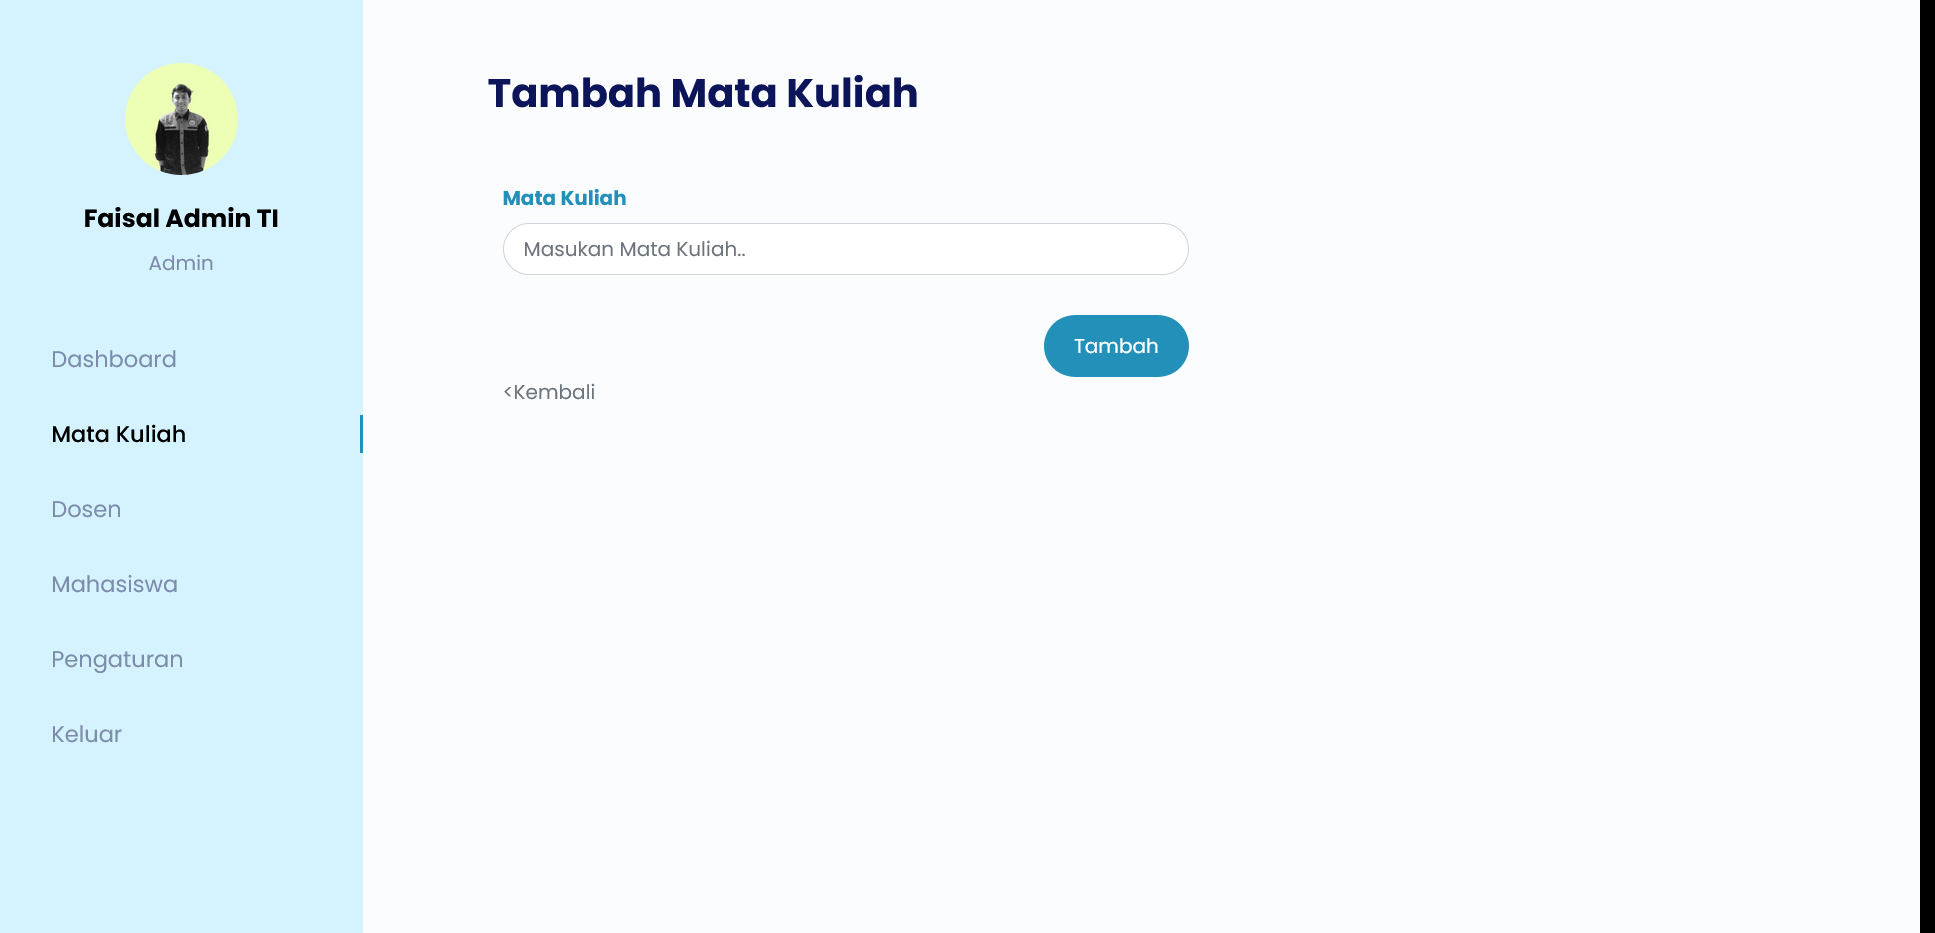 Faisal Admin TI
Admin
Dashboard
Mata Kuliah
Dosen
Mahasiswa
Pengaturan
Keluar
Tambah Mata Kuliah
Mata Kuliah
Masukan Mata Kuliah..
Tambah
<Kembali